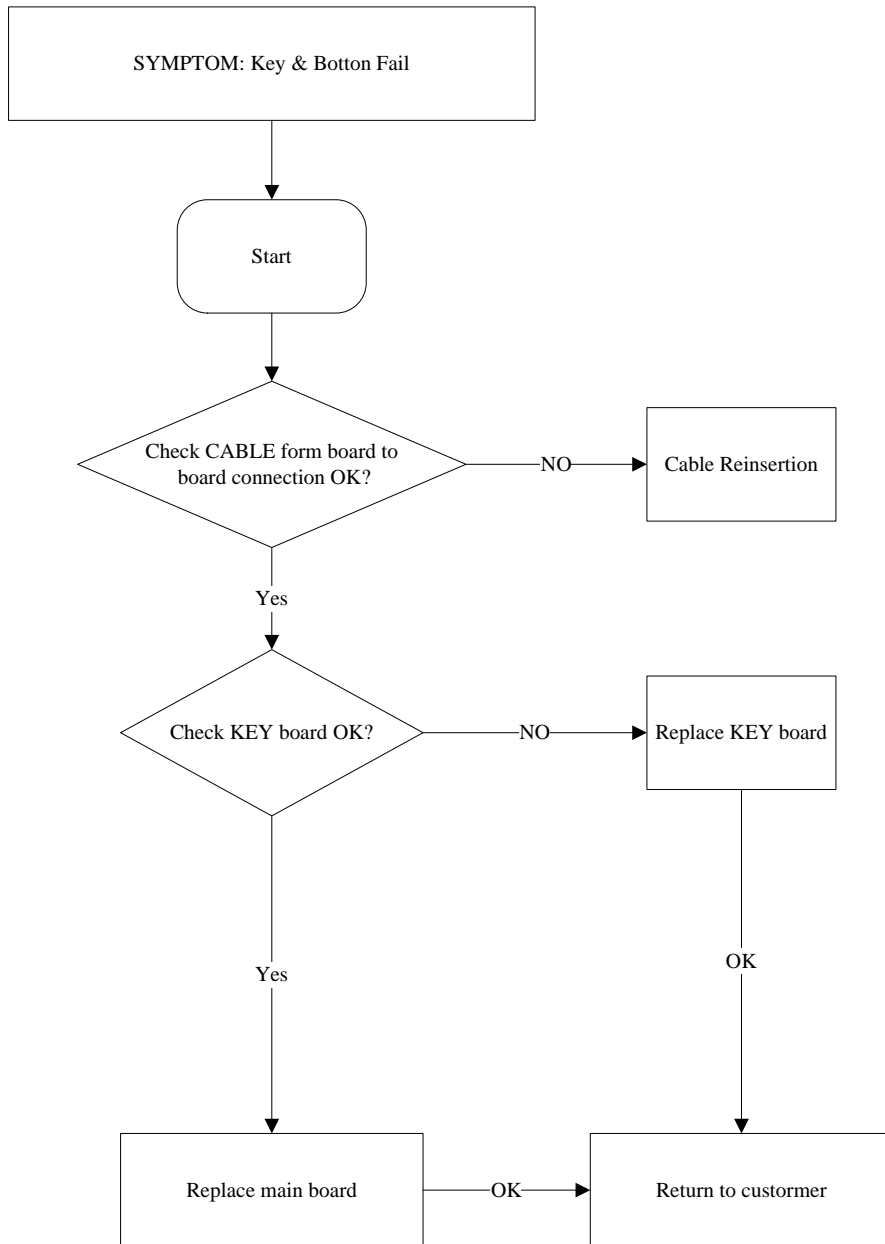 SYMPTOM: Key & Botton Fail
Start
Check CABLE form board to
board connection OK?
NO
Cable Reinsertion
Yes
Check KEY board OK?
NO
Replace KEY board
Yes
OK
Replace main board
OK
Return to custormer